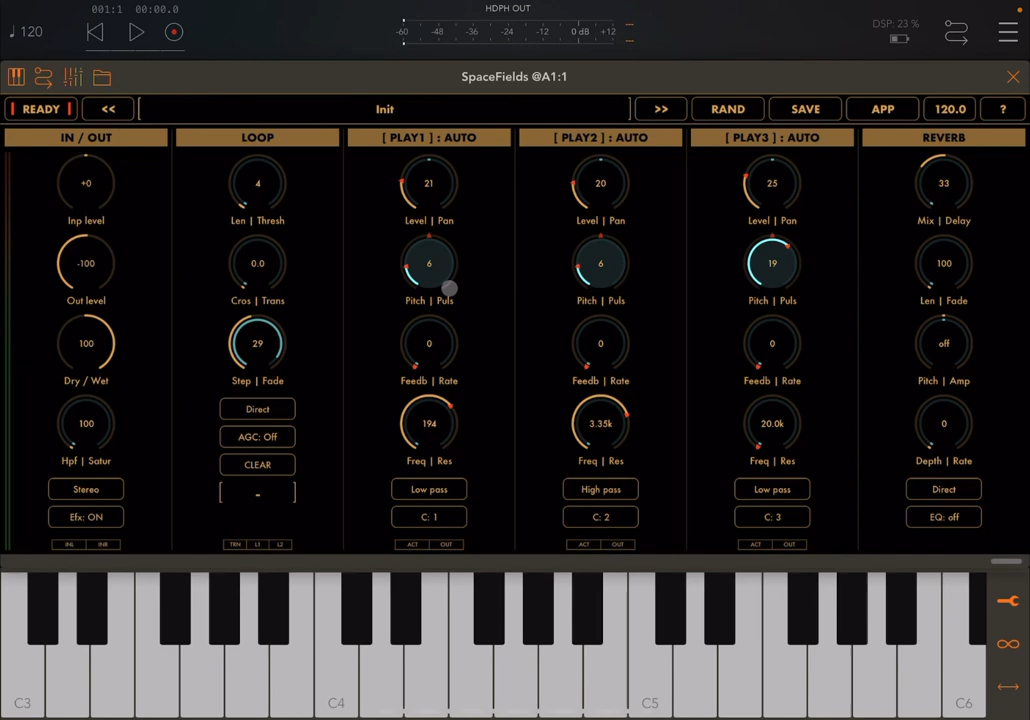 001:1 00:00.0
HDPH OUT
120
-60 -48 -36 -24 -12 0 dB +12
DSP: 23 %
SpaceFields @A1:1
READY << Init >> RAND SAVE APP 120.0 ?
IN / OUT LOOP [ PLAY1 ] : AUTO [ PLAY2 ] : AUTO [ PLAY3 ] : AUTO REVERB
+0 4 21 20 25 33
Inp level Len | Thresh Level | Pan Level | Pan Level | Pan Mix | Delay
-100 0.0 6 6 19 100
Out level Cros | Trans Pitch | Puls Pitch | Puls Pitch | Puls Len | Fade
100 29 0 0 0 off
Dry / Wet Step | Fade Feedb | Rate Feedb | Rate Feedb | Rate Pitch | Amp
Direct
100 AGC: Off 194 3.35k 20.0k 0
Hpf | Satur CLEAR Freq | Res Freq | Res Freq | Res Depth | Rate
Stereo - Low pass High pass Low pass Direct
Efx: ON C: 1 C: 2 C: 3 EQ: off
INL INR TRN L1 L2 ACT OUT ACT OUT ACT OUT
C3 C4 C5 C6